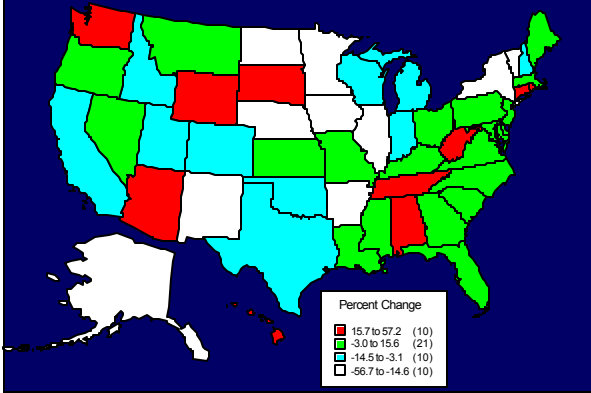 Percent Change
15.7 to 57.2 (10)
-3.0 to 15.6 (21)
-14.5 to -3.1 (10)
-56.7 to -14.6 (10)